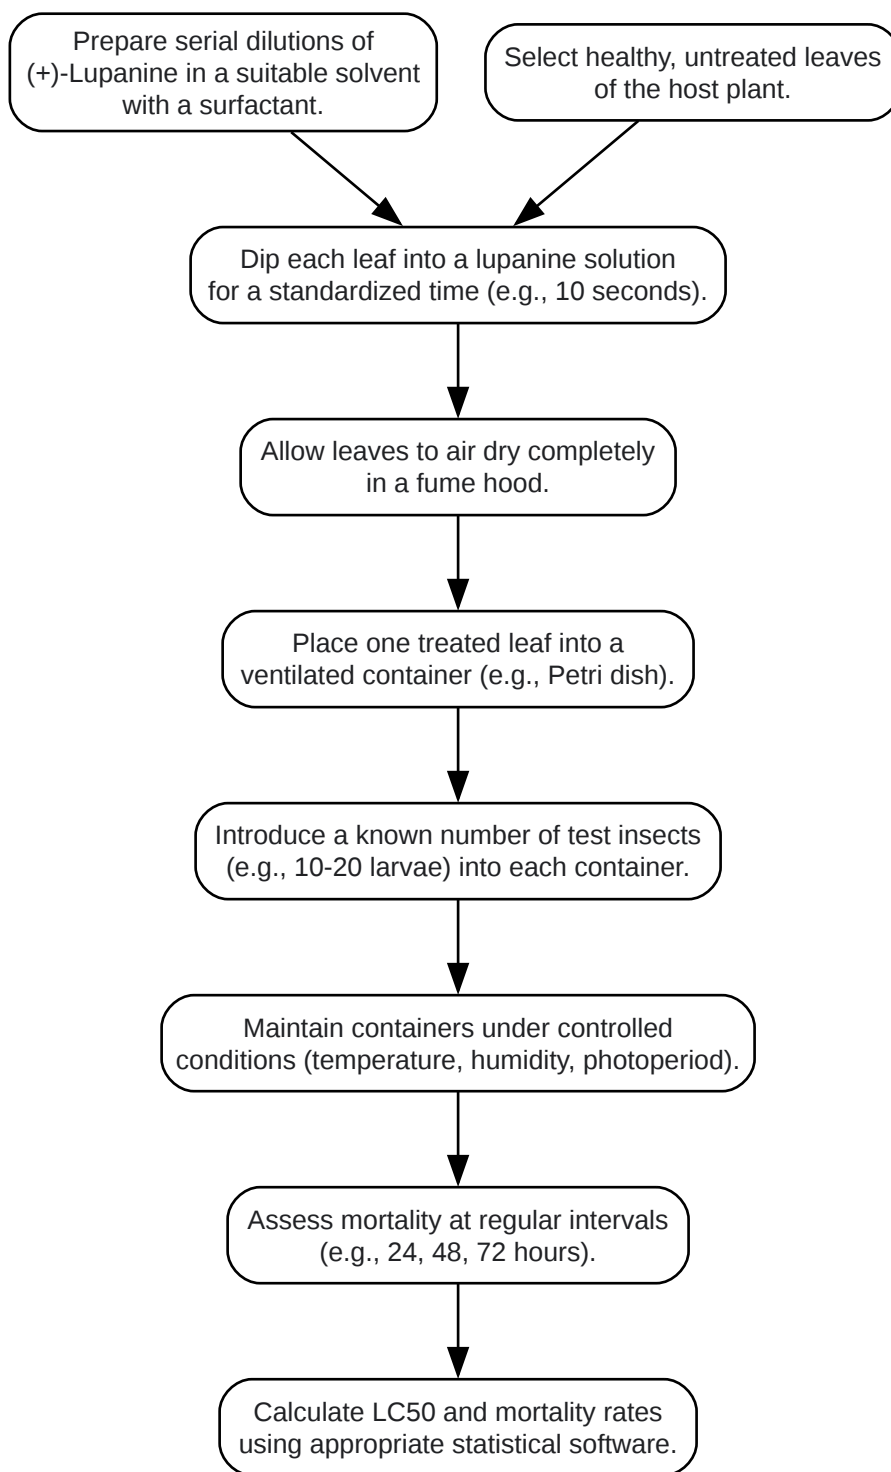 Prepare serial dilutions of
(+)-Lupanine in a suitable solvent
with a surfactant.
Select healthy, untreated leaves
of the host plant.
Dip each leaf into a lupanine solution
for a standardized time (e.g., 10 seconds).
Allow leaves to air dry completely
in a fume hood.
Place one treated leaf into a
ventilated container (e.g., Petri dish).
Introduce a known number of test insects
(e.g., 10-20 larvae) into each container.
Maintain containers under controlled
conditions (temperature, humidity, photoperiod).
Assess mortality at regular intervals
(e.g., 24, 48, 72 hours).
Calculate LC50 and mortality rates
using appropriate statistical software.